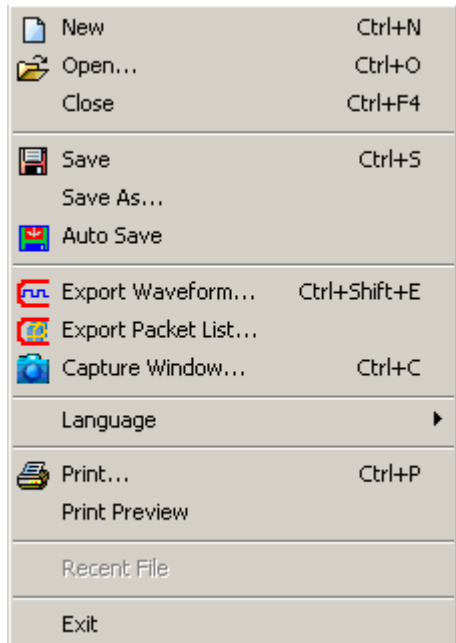 New Ctrl+N
Open... Ctrl+O
Close Ctrl+F4
Save Ctrl+S
Save As...
Auto Save
Export Waveform... Ctrl+Shift+E
Export Packet List...
Capture Window... Ctrl+C
Language
Print... Ctrl+P
Print Preview
Recent File
Exit